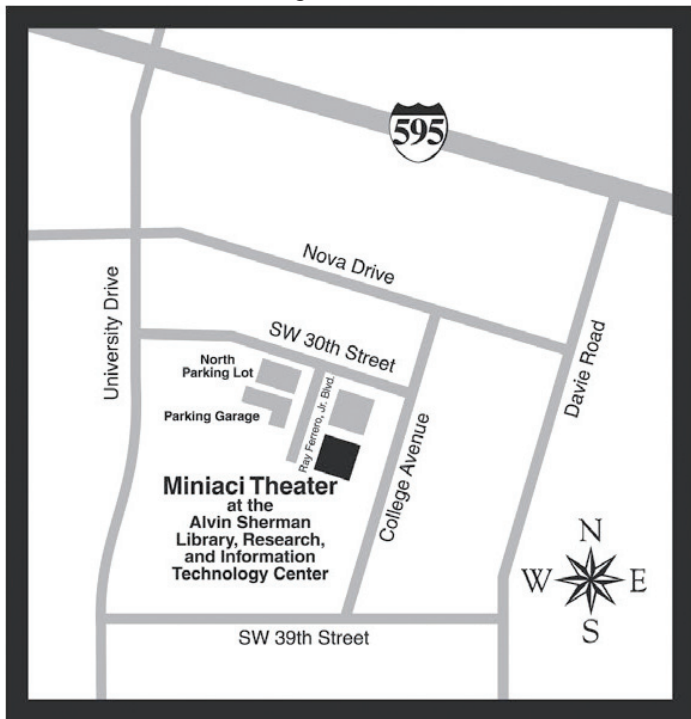 595
Nova Drive
University Drive
SW 30th Street
North
Parking Lot
Ray Ferrero, Jr. Blvd.
Parking Garage
Davie Road
College Avenue
Miniaci Theater
at the
Alvin Sherman
Library, Research,
and Information
Technology Center
N
W
E
S
SW 39th Street